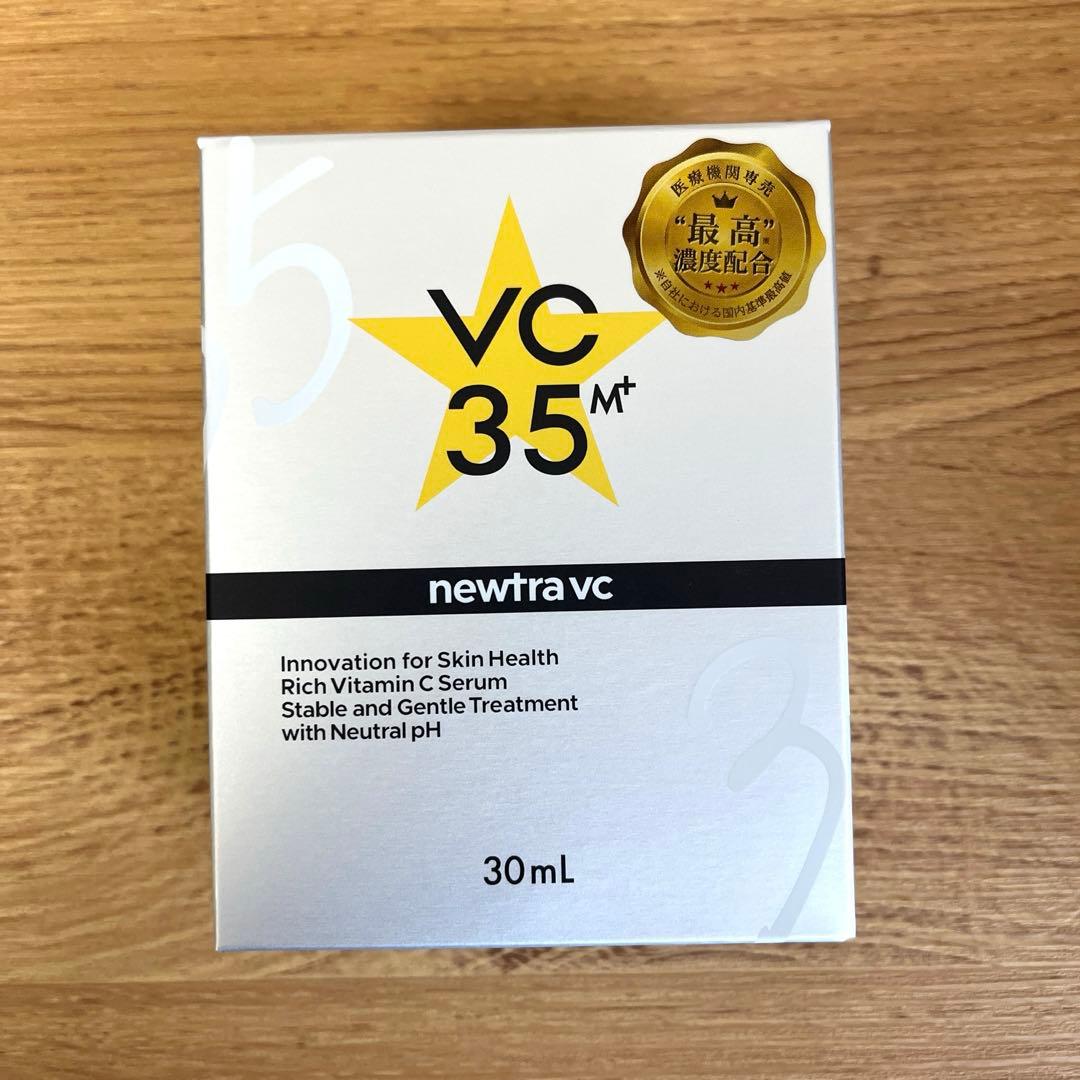 医療機関専売
“最高”※
濃度配合
※自社における国内基準最高値
VC
35M+
newtra vc
Innovation for Skin Health
Rich Vitamin C Serum
Stable and Gentle Treatment
with Neutral pH
30mL
5
3